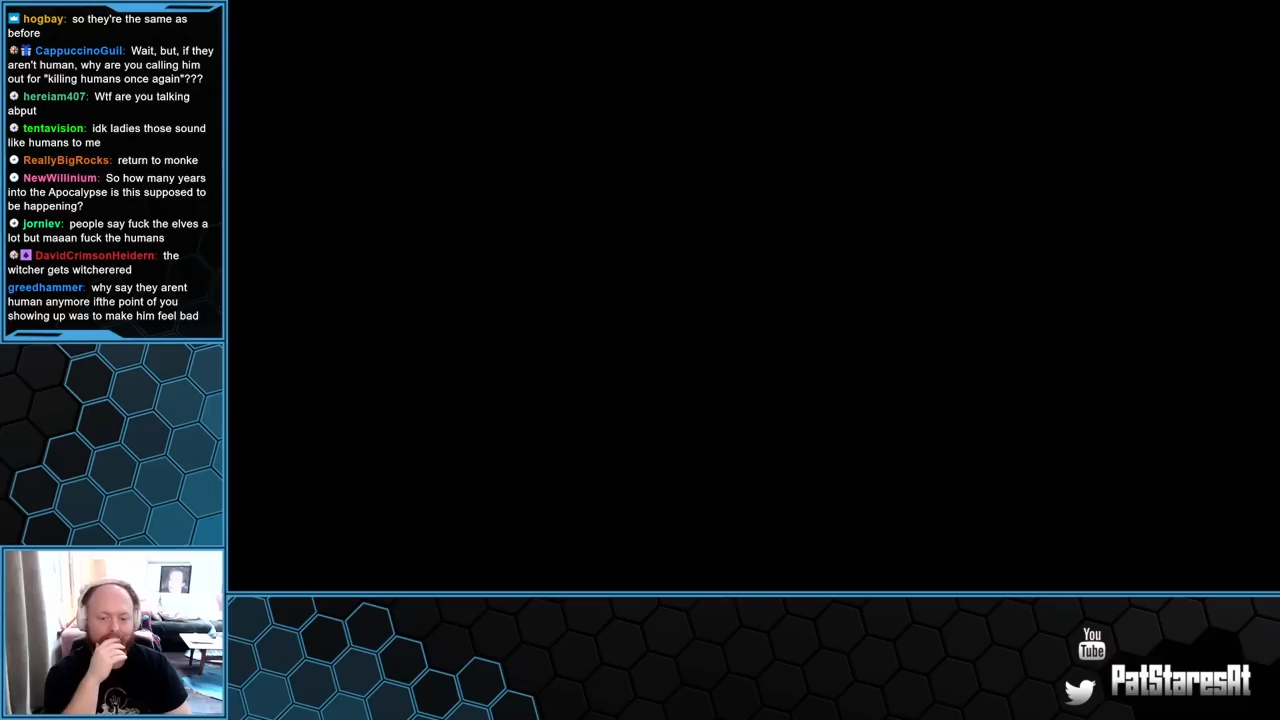 hogbay: so they're the same as
before
CappuccinoGuil: Wait, but, if they
aren't human, why are you calling him
out for "killing humans once again"???
hereiam407: Wtf are you talking
abput
tentavision: idk ladies those sound
like humans to me
ReallyBigRocks: return to monke
NewWillinium: So how many years
into the Apocalypse is this supposed to
be happening?
jorniev: people say fuck the elves a
lot but maaan fuck the humans
DavidCrimsonHeidern: the
witcher gets witcherered
greedhammer: why say they arent
human anymore ifthe point of you
showing up was to make him feel bad
You
Tube
PatStaresAt